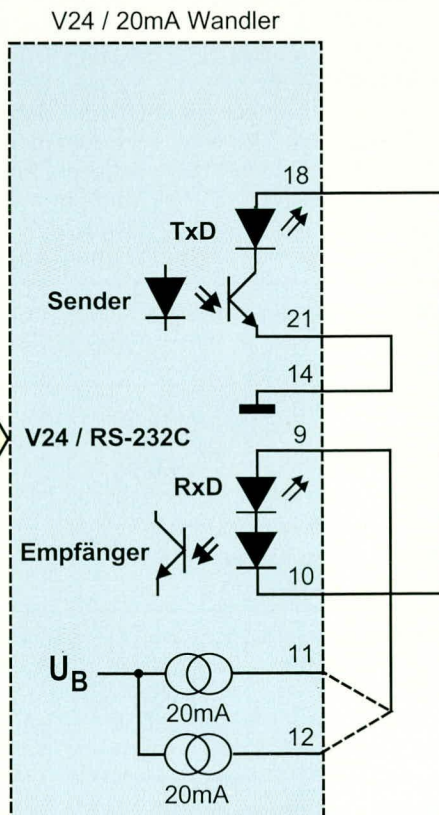 V24 / 20mA Wandler
18
TxD
Sender
21
14
9
V24 / RS-232C
RxD
Empfänger
10
UB
11
20mA
12
20mA